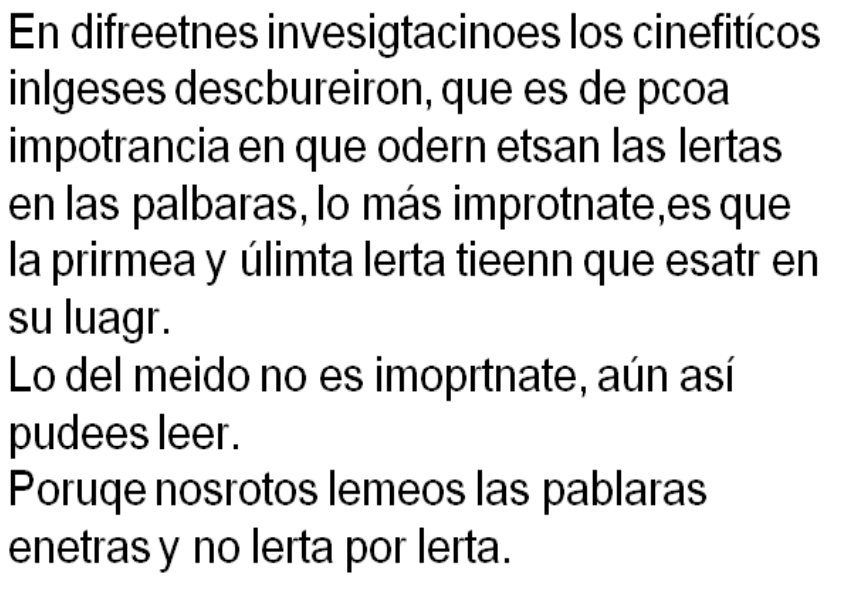 En difreetnes invesigtacinoes los cinefitícos
inlgeses descbureiron, que es de pcoa
impotrancia en que odern etsan las lertas
en las palbaras, lo más improtnate,es que
la prirmea y úlimta lerta tieenn que esatr en
su luagr.
Lo del meido no es imoprtnate, aún así
pudees leer.
Poruqe nosrotos lemeos las pablaras
enetras y no lerta por lerta.